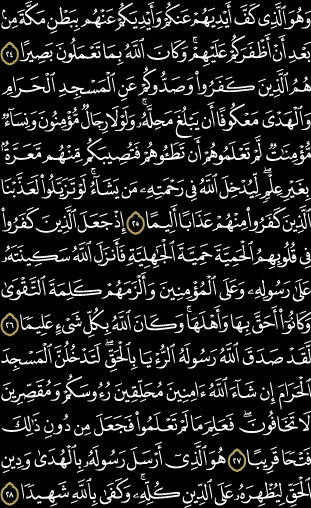 وَهُوَ ٱلَّذِى كَفَّ أَيْدِيَهُمْ عَنكُمْ وَأَيْدِيَكُمْ عَنْهُم بِبَطْنِ مَكَّةَ مِنۢ
بَعْدِ أَنْ أَظْفَرَكُمْ عَلَيْهِمْ ۚ وَكَانَ ٱللَّهُ بِمَا تَعْمَلُونَ بَصِيرًا ٢٤
هُمُ ٱلَّذِينَ كَفَرُوا۟ وَصَدُّوكُمْ عَنِ ٱلْمَسْجِدِ ٱلْحَرَامِ
وَٱلْهَدْىَ مَعْكُوفًا أَن يَبْلُغَ مَحِلَّهُۥ ۚ وَلَوْلَا رِجَالٌ مُّؤْمِنُونَ وَنِسَآءٌ
مُّؤْمِنَٰتٌ لَّمْ تَعْلَمُوهُمْ أَن تَطَـُٔوهُمْ فَتُصِيبَكُم مِّنْهُم مَّعَرَّةٌۢ
بِغَيْرِ عِلْمٍ ۖ لِّيُدْخِلَ ٱللَّهُ فِى رَحْمَتِهِۦ مَن يَشَآءُ ۚ لَوْ تَزَيَّلُوا۟ لَعَذَّبْنَا
ٱلَّذِينَ كَفَرُوا۟ مِنْهُمْ عَذَابًا أَلِيمًا ٢٥ إِذْ جَعَلَ ٱلَّذِينَ كَفَرُوا۟
فِى قُلُوبِهِمُ ٱلْحَمِيَّةَ حَمِيَّةَ ٱلْجَٰهِلِيَّةِ فَأَنزَلَ ٱللَّهُ سَكِينَتَهُۥ
عَلَىٰ رَسُولِهِۦ وَعَلَى ٱلْمُؤْمِنِينَ وَأَلْزَمَهُمْ كَلِمَةَ ٱلتَّقْوَىٰ
وَكَانُوٓا۟ أَحَقَّ بِهَا وَأَهْلَهَا ۚ وَكَانَ ٱللَّهُ بِكُلِّ شَىْءٍ عَلِيمًا ٢٦
لَّقَدْ صَدَقَ ٱللَّهُ رَسُولَهُ ٱلرُّءْيَا بِٱلْحَقِّ ۖ لَتَدْخُلُنَّ ٱلْمَسْجِدَ
ٱلْحَرَامَ إِن شَآءَ ٱللَّهُ ءَامِنِينَ مُحَلِّقِينَ رُءُوسَكُمْ وَمُقَصِّرِينَ
لَا تَخَافُونَ ۖ فَعَلِمَ مَا لَمْ تَعْلَمُوا۟ فَجَعَلَ مِن دُونِ ذَٰلِكَ
فَتْحًا قَرِيبًا ٢٧ هُوَ ٱلَّذِىٓ أَرْسَلَ رَسُولَهُۥ بِٱلْهُدَىٰ وَدِينِ
ٱلْحَقِّ لِيُظْهِرَهُۥ عَلَى ٱلدِّينِ كُلِّهِۦ ۚ وَكَفَىٰ بِٱللَّهِ شَهِيدًا ٢٨